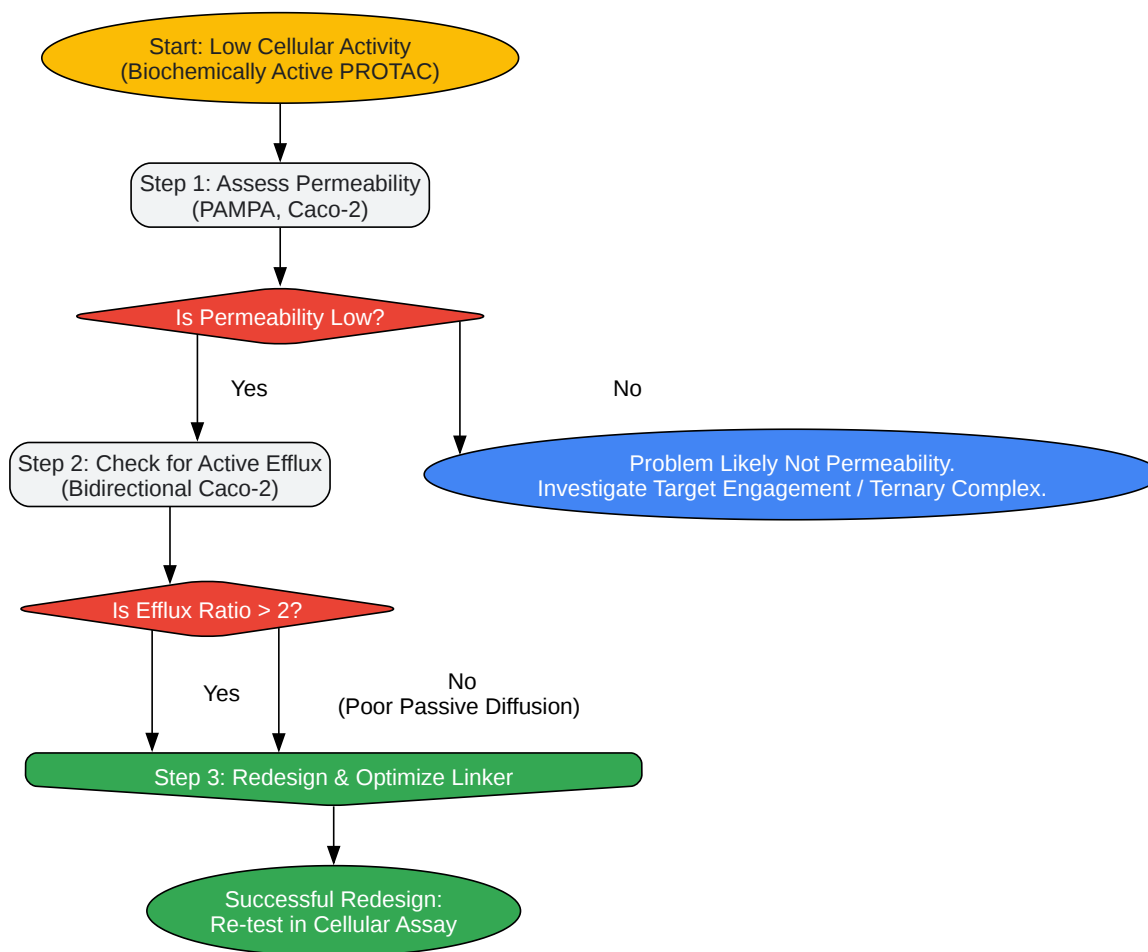 Start: Low Cellular Activity
(Biochemically Active PROTAC)
Step 1: Assess Permeability
(PAMPA, Caco-2)
Is Permeability Low?
Yes
No
Step 2: Check for Active Efflux
(Bidirectional Caco-2)
Problem Likely Not Permeability.
Investigate Target Engagement / Ternary Complex.
Is Efflux Ratio > 2?
Yes
No
(Poor Passive Diffusion)
Step 3: Redesign & Optimize Linker
Successful Redesign:
Re-test in Cellular Assay